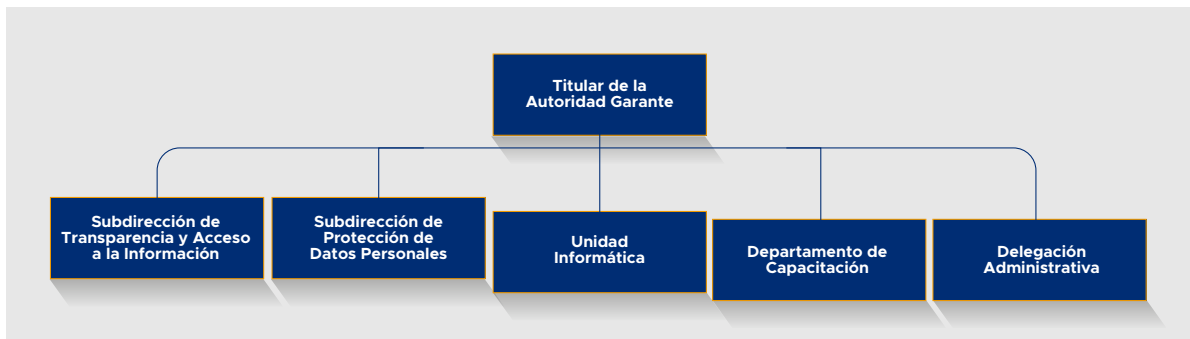 Titular de la
Autoridad Garante
Subdirección de
Transparencia y Acceso
a la Información
Subdirección de
Protección de
Datos Personales
Unidad
Informática
Departamento de
Capacitación
Delegación
Administrativa